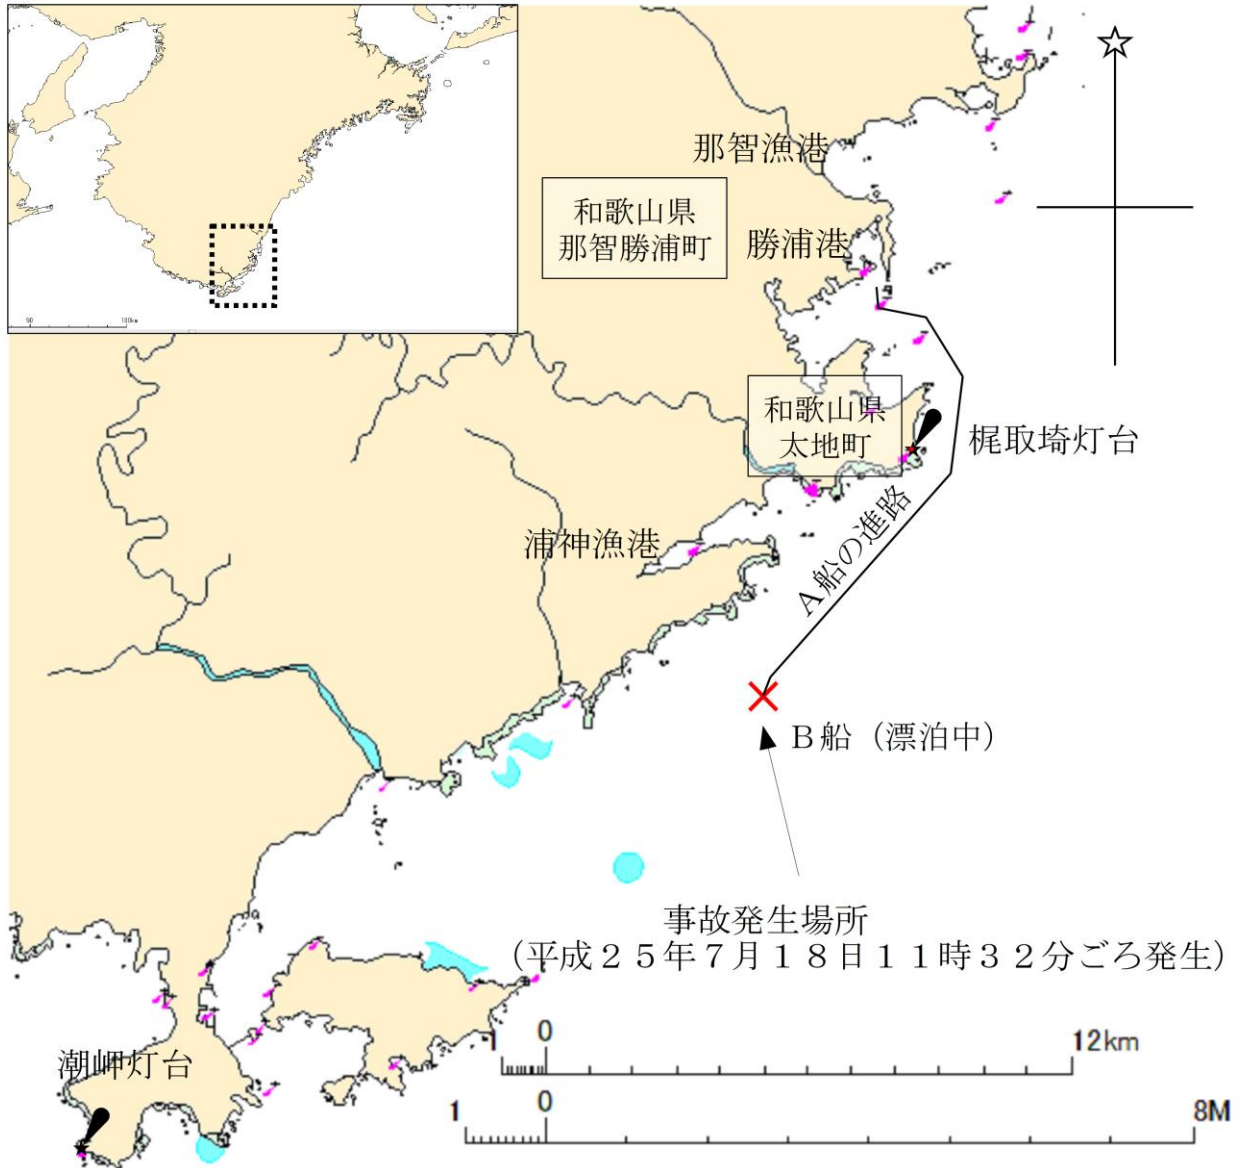 那智漁港
和歌山県
那智勝浦町
勝浦港
50
100km
和歌山県
太地町
梶取埼灯台
浦神漁港
A船の進路
B船（漂泊中）
事故発生場所
（平成２５年７月１８日１１時３２分ごろ発生）
潮岬灯台
1 0 12km
1 0 8M